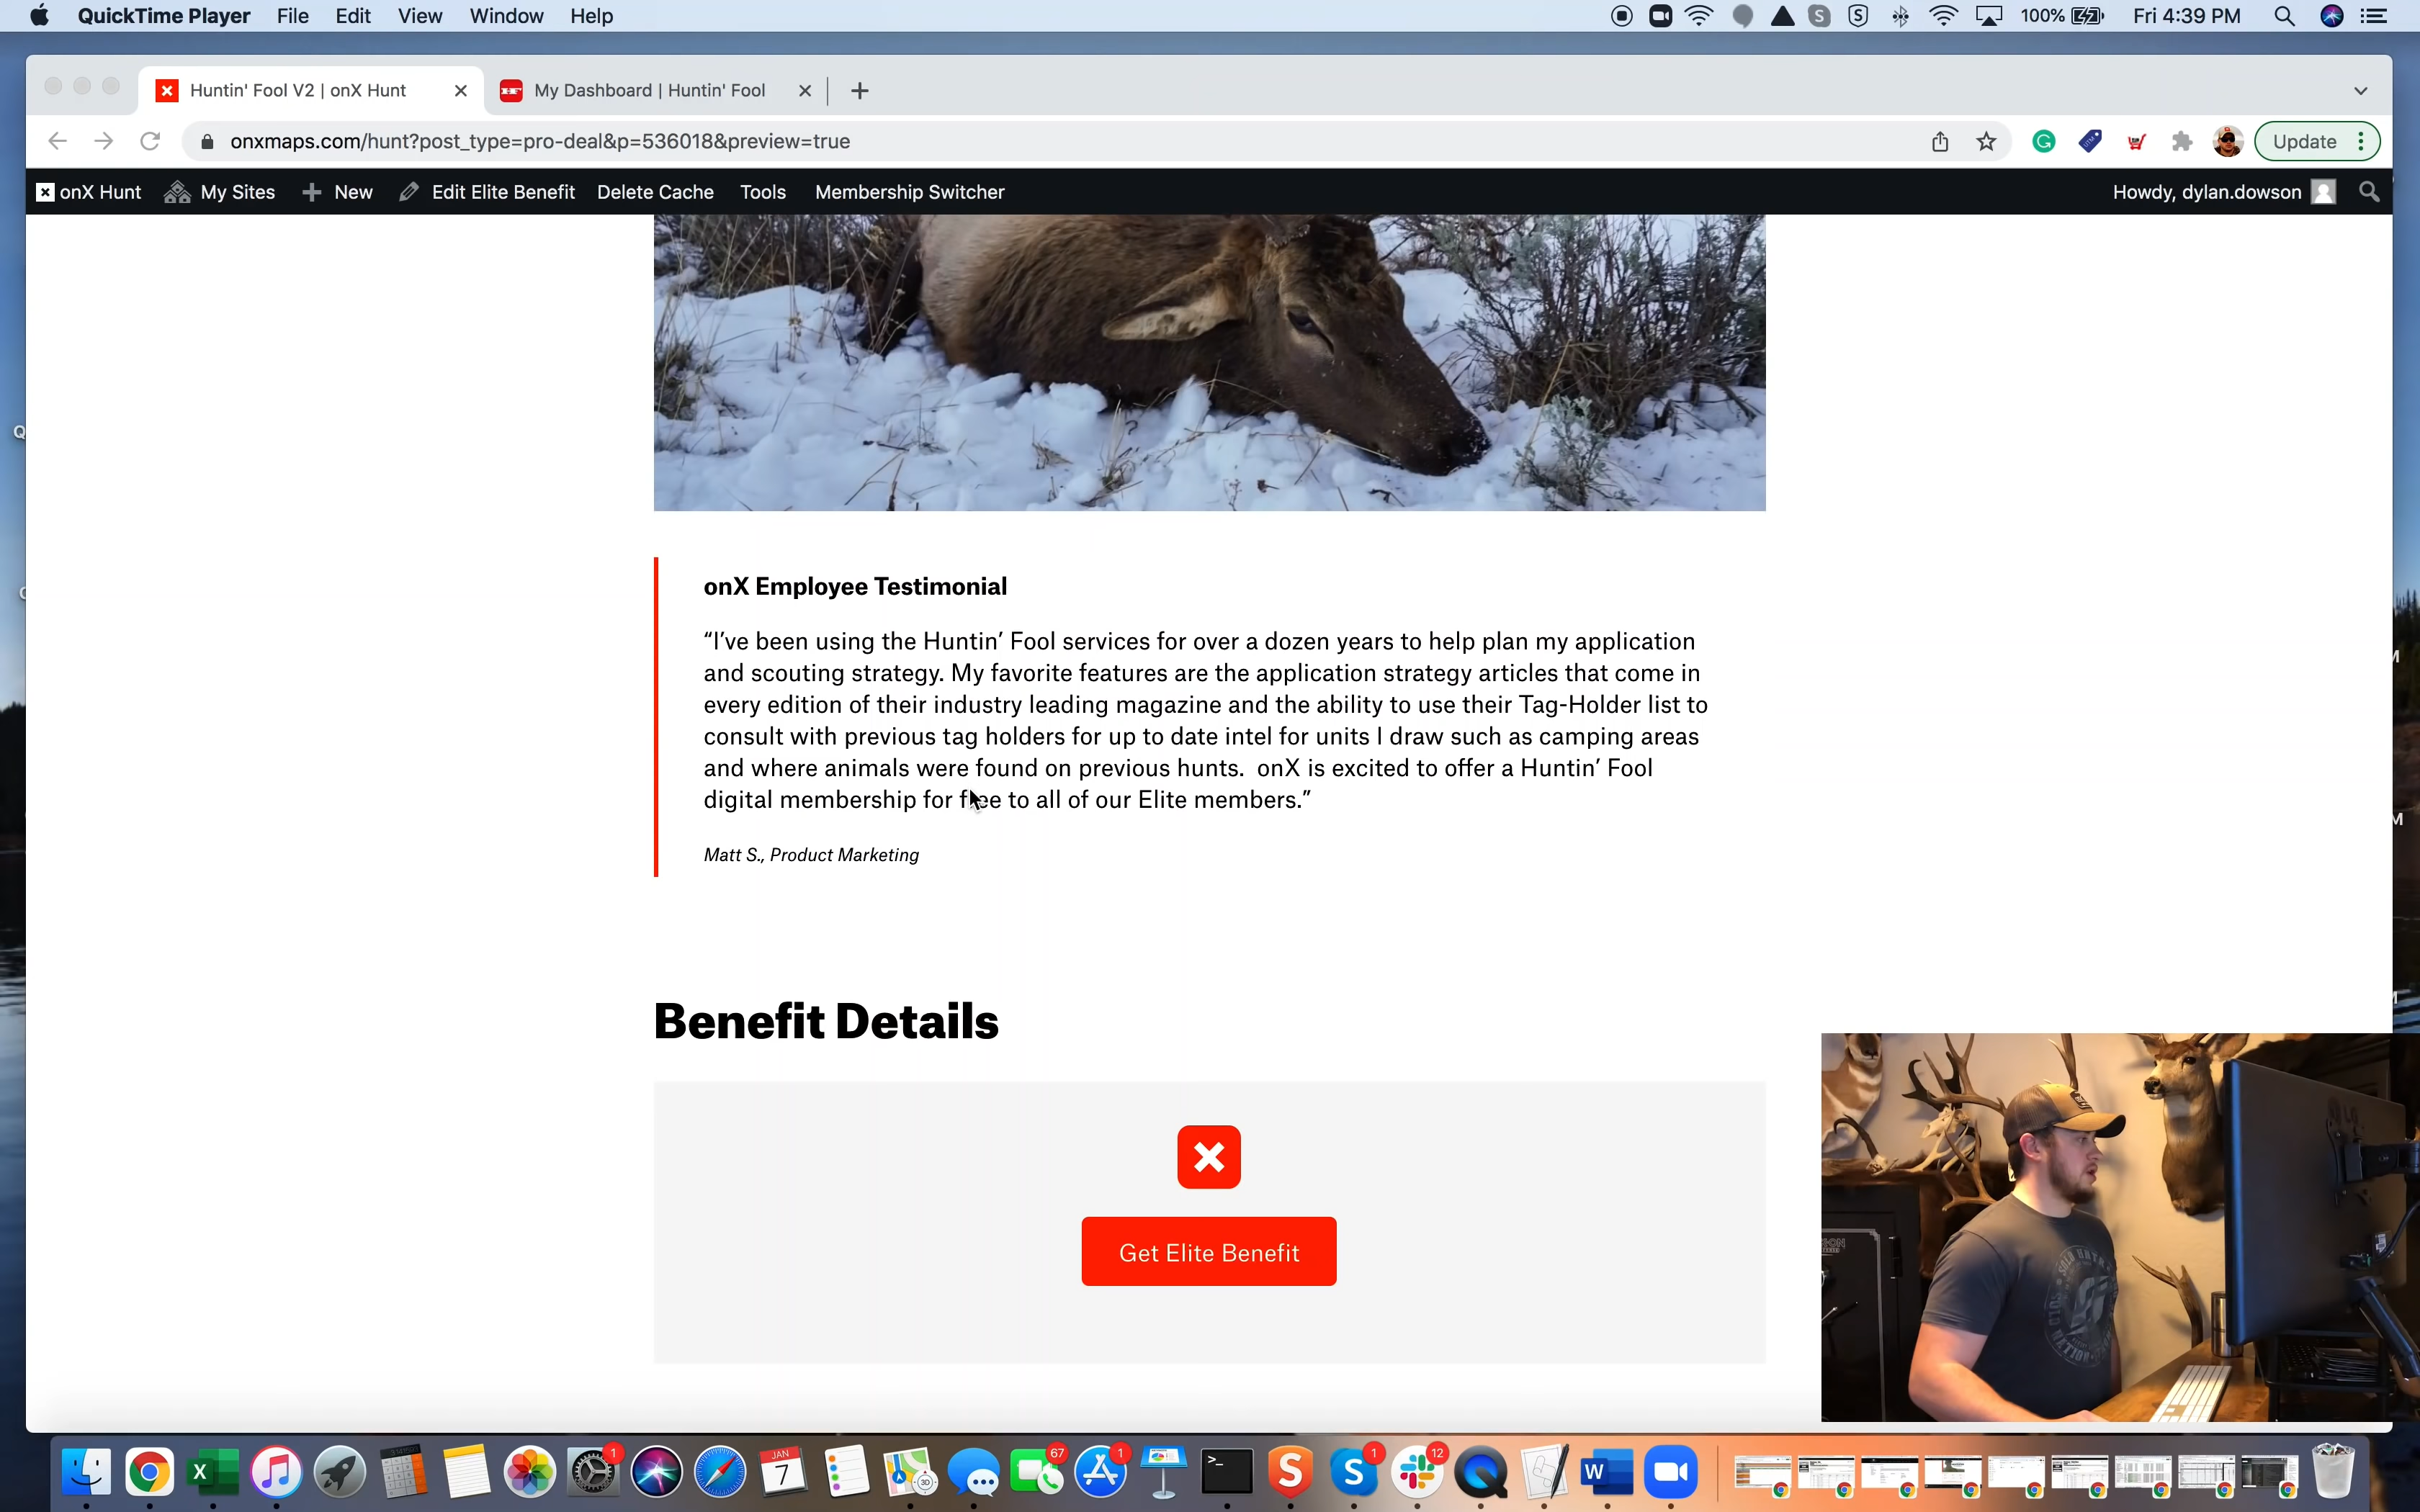 QuickTime Player File Edit View Window Help 100% Fri 4:39 PM
Huntin' Fool V2 | onX Hunt My Dashboard | Huntin' Fool
onxmaps.com/hunt?post_type=pro-deal&p=536018&preview=true Update
onX Hunt My Sites New Edit Elite Benefit Delete Cache Tools Membership Switcher Howdy, dylan.dowson
onX Employee Testimonial
“I’ve been using the Huntin’ Fool services for over a dozen years to help plan my application
and scouting strategy. My favorite features are the application strategy articles that come in
every edition of their industry leading magazine and the ability to use their Tag-Holder list to
consult with previous tag holders for up to date intel for units I draw such as camping areas
and where animals were found on previous hunts.  onX is excited to offer a Huntin’ Fool
digital membership for free to all of our Elite members.”
Matt S., Product Marketing
Benefit Details
Get Elite Benefit
1 JAN 7 67 1 1 12